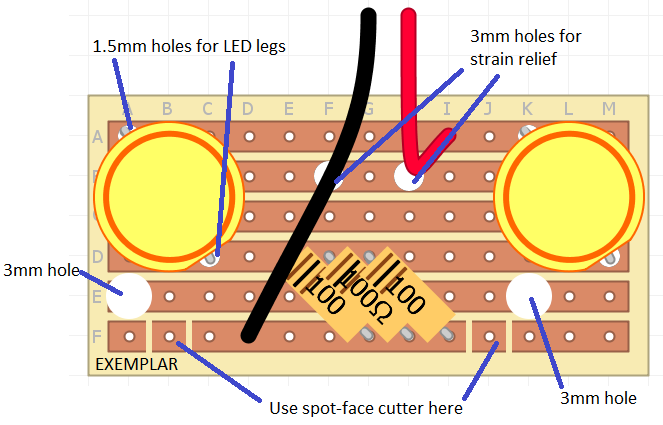 3mm holes for
strain relief
1.5mm holes for LED legs
A B C D E F G I J K L M
A
D
3mm hole
E
100
100Ω
100
F
EXEMPLAR
Use spot-face cutter here
3mm hole